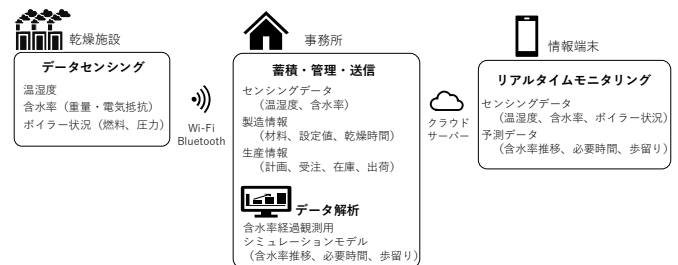 乾燥施設
データセンシング
温湿度
含水率（重量・電気抵抗）
ボイラー状況（燃料、圧力）
Wi-Fi
Bluetooth
事務所
蓄積・管理・送信
センシングデータ
（温湿度、含水率）
製造情報
（材料、設定値、乾燥時間）
生産情報
（計画、受注、在庫、出荷）
データ解析
含水率経過観測用
シミュレーションモデル
（含水率推移、必要時間、歩留り）
クラウド
サーバー
情報端末
リアルタイムモニタリング
センシングデータ
（温湿度、含水率、ボイラー状況）
予測データ
（含水率推移、必要時間、歩留り）